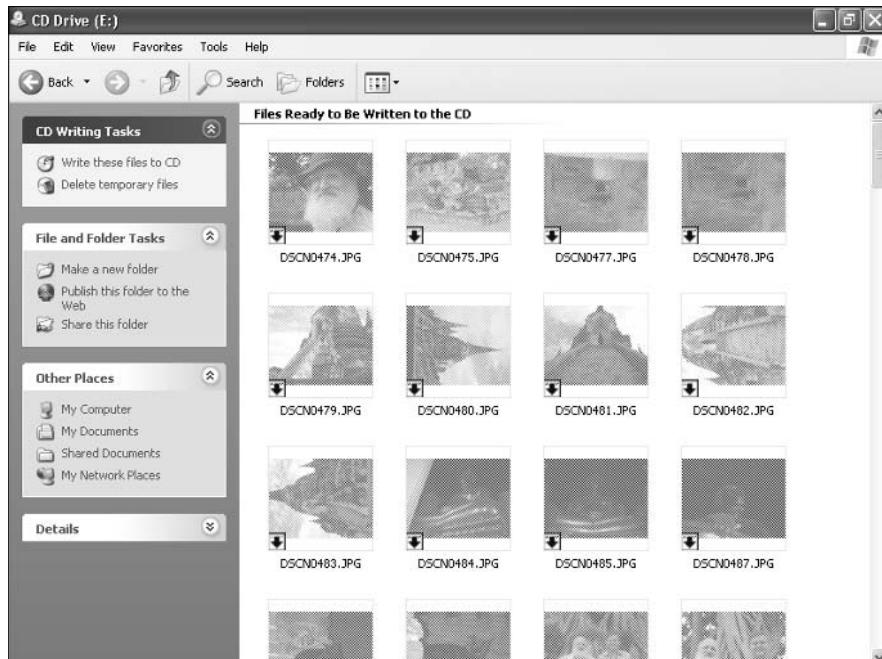 CD Drive (E:)
File Edit View Favorites Tools Help
Back Search Folders
CD Writing Tasks
Write these files to CD
Delete temporary files
File and Folder Tasks
Make a new folder
Publish this folder to the
Web
Share this folder
Other Places
My Computer
My Documents
Shared Documents
My Network Places
Details
Files Ready to Be Written to the CD
DSCN0474.JPG DSCN0475.JPG DSCN0477.JPG DSCN0478.JPG
DSCN0479.JPG DSCN0480.JPG DSCN0481.JPG DSCN0482.JPG
DSCN0483.JPG DSCN0484.JPG DSCN0485.JPG DSCN0487.JPG